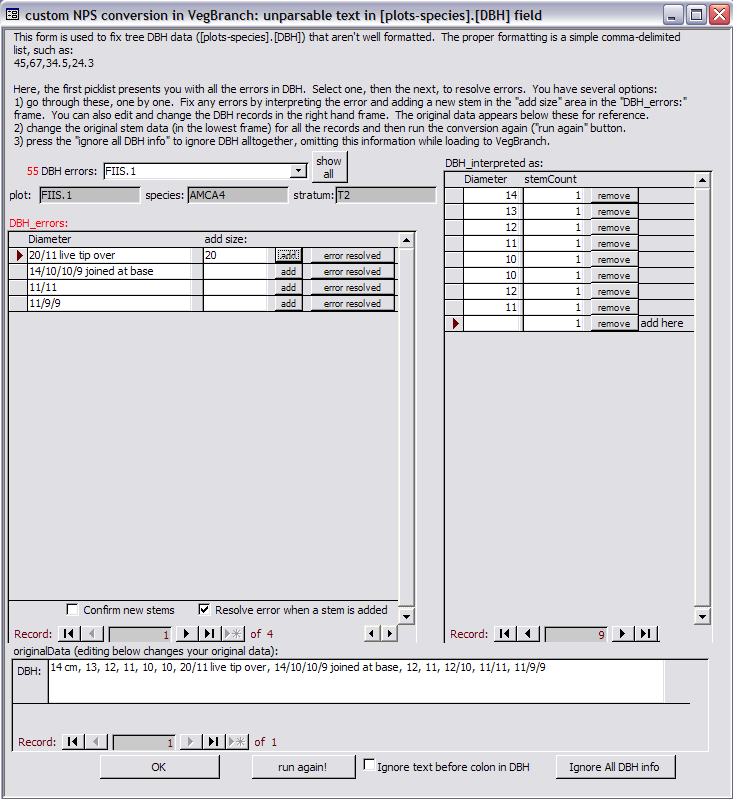 custom NPS conversion in VegBranch: unparsable text in [plots-species].[DBH] field
This form is used to fix tree DBH data ([plots-species].[DBH]) that aren't well formatted. The proper formatting is a simple comma-delimited
list, such as:
45,67,34.5,24.3
Here, the first picklist presents you with all the errors in DBH. Select one, then the next, to resolve errors. You have several options:
1) go through these, one by one. Fix any errors by interpreting the error and adding a new stem in the "add size" area in the "DBH_errors:"
frame. You can also edit and change the DBH records in the right hand frame. The original data appears below these for reference.
2) change the original stem data (in the lowest frame) for all the records and then run the conversion again ("run again" button.
3) press the "ignore all DBH info" to ignore DBH alltogether, omitting this information while loading to VegBranch.
55 DBH errors: FIIS.1
show
all
plot: FIIS.1 species: AMCA4 stratum: T2
DBH_errors:
Diameter add size:
20/11 live tip over 20 add error resolved
14/10/10/9 joined at base add error resolved
11/11 add error resolved
11/9/9 add error resolved
Confirm new stems Resolve error when a stem is added
Record: 1 of 4
DBH_interpreted as:
Diameter stemCount
14 1 remove
13 1 remove
12 1 remove
11 1 remove
10 1 remove
10 1 remove
12 1 remove
11 1 remove
1 remove add here
Record: 9
originalData (editing below changes your original data):
DBH: 14 cm, 13, 12, 11, 10, 10, 20/11 live tip over, 14/10/10/9 joined at base, 12, 11, 12/10, 11/11, 11/9/9
Record: 1 of 1
OK run again! Ignore text before colon in DBH Ignore All DBH info